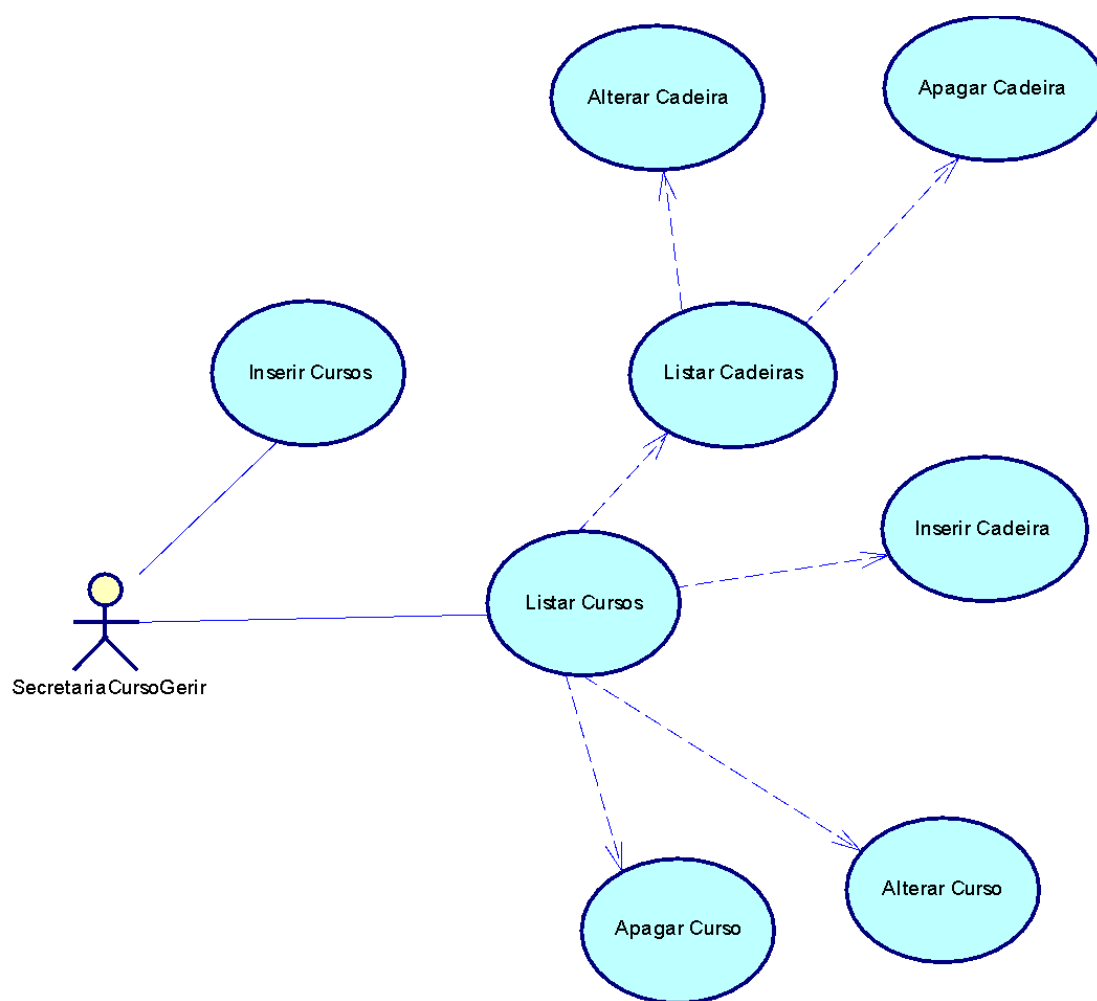 Alterar Cadeira
Apagar Cadeira
Inserir Cursos
Listar Cadeiras
Inserir Cadeira
Listar Cursos
SecretariaCursoGerir
Alterar Curso
Apagar Curso